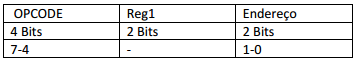 OPCODE Reg1 Endereço
4 Bits 2 Bits 2 Bits
7-4 - 1-0